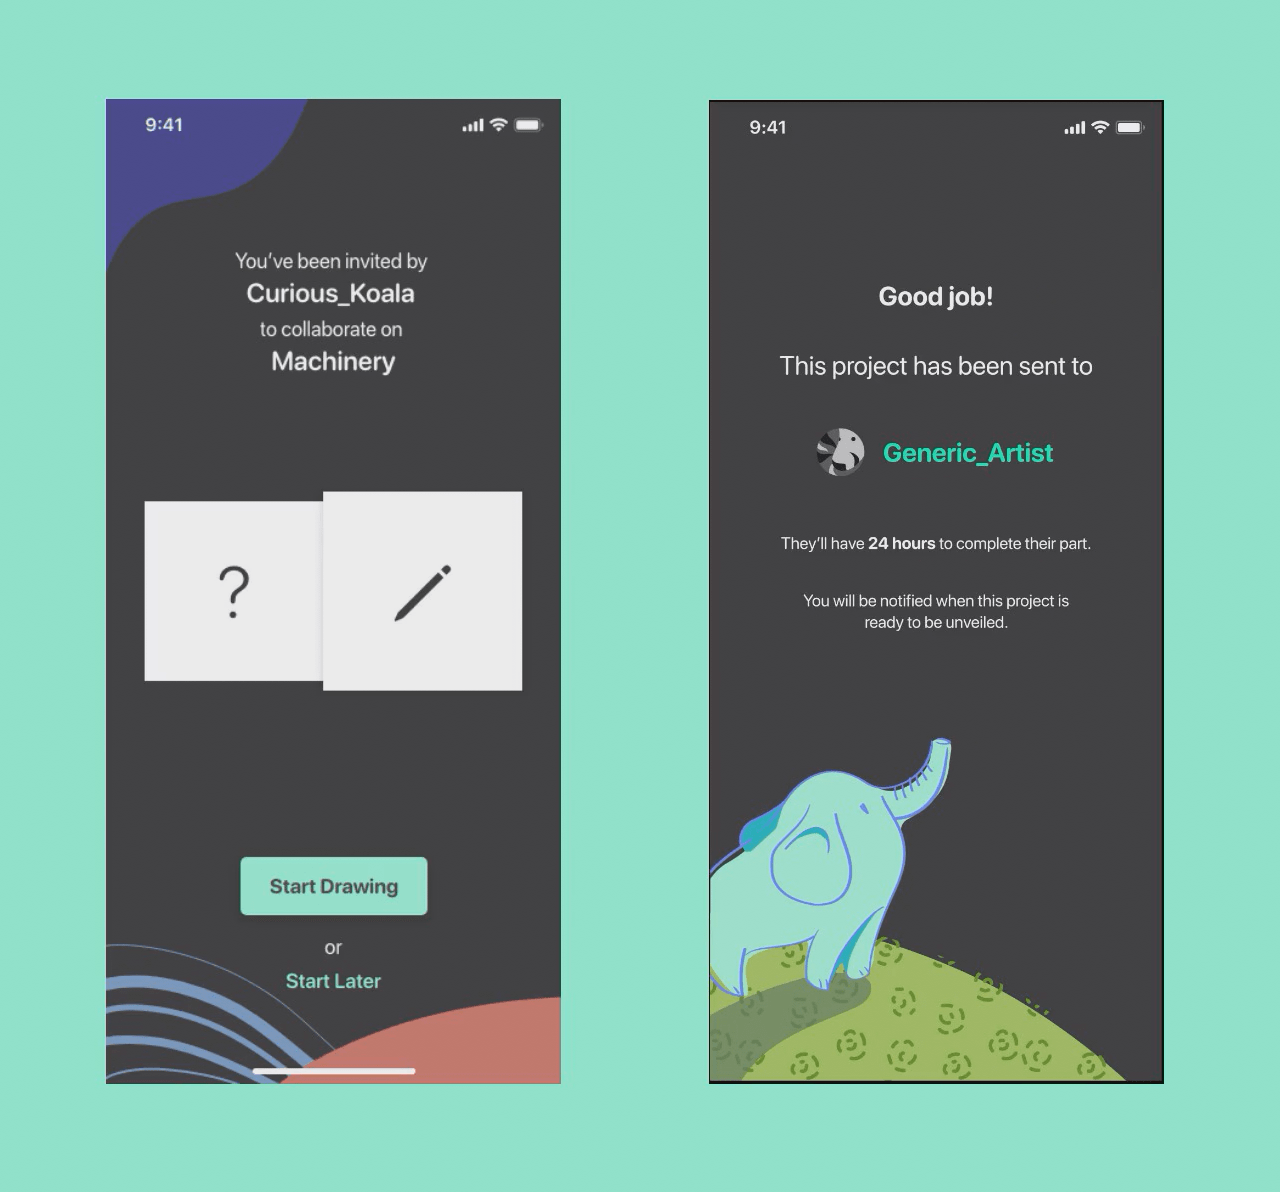 9:41
You've been invited by
Curious_Koala
to collaborate on
Machinery
?
Start Drawing
or
Start Later
9:41
Good job!
This project has been sent to
Generic_Artist
They'll have 24 hours to complete their part.
You will be notified when this project is
ready to be unveiled.